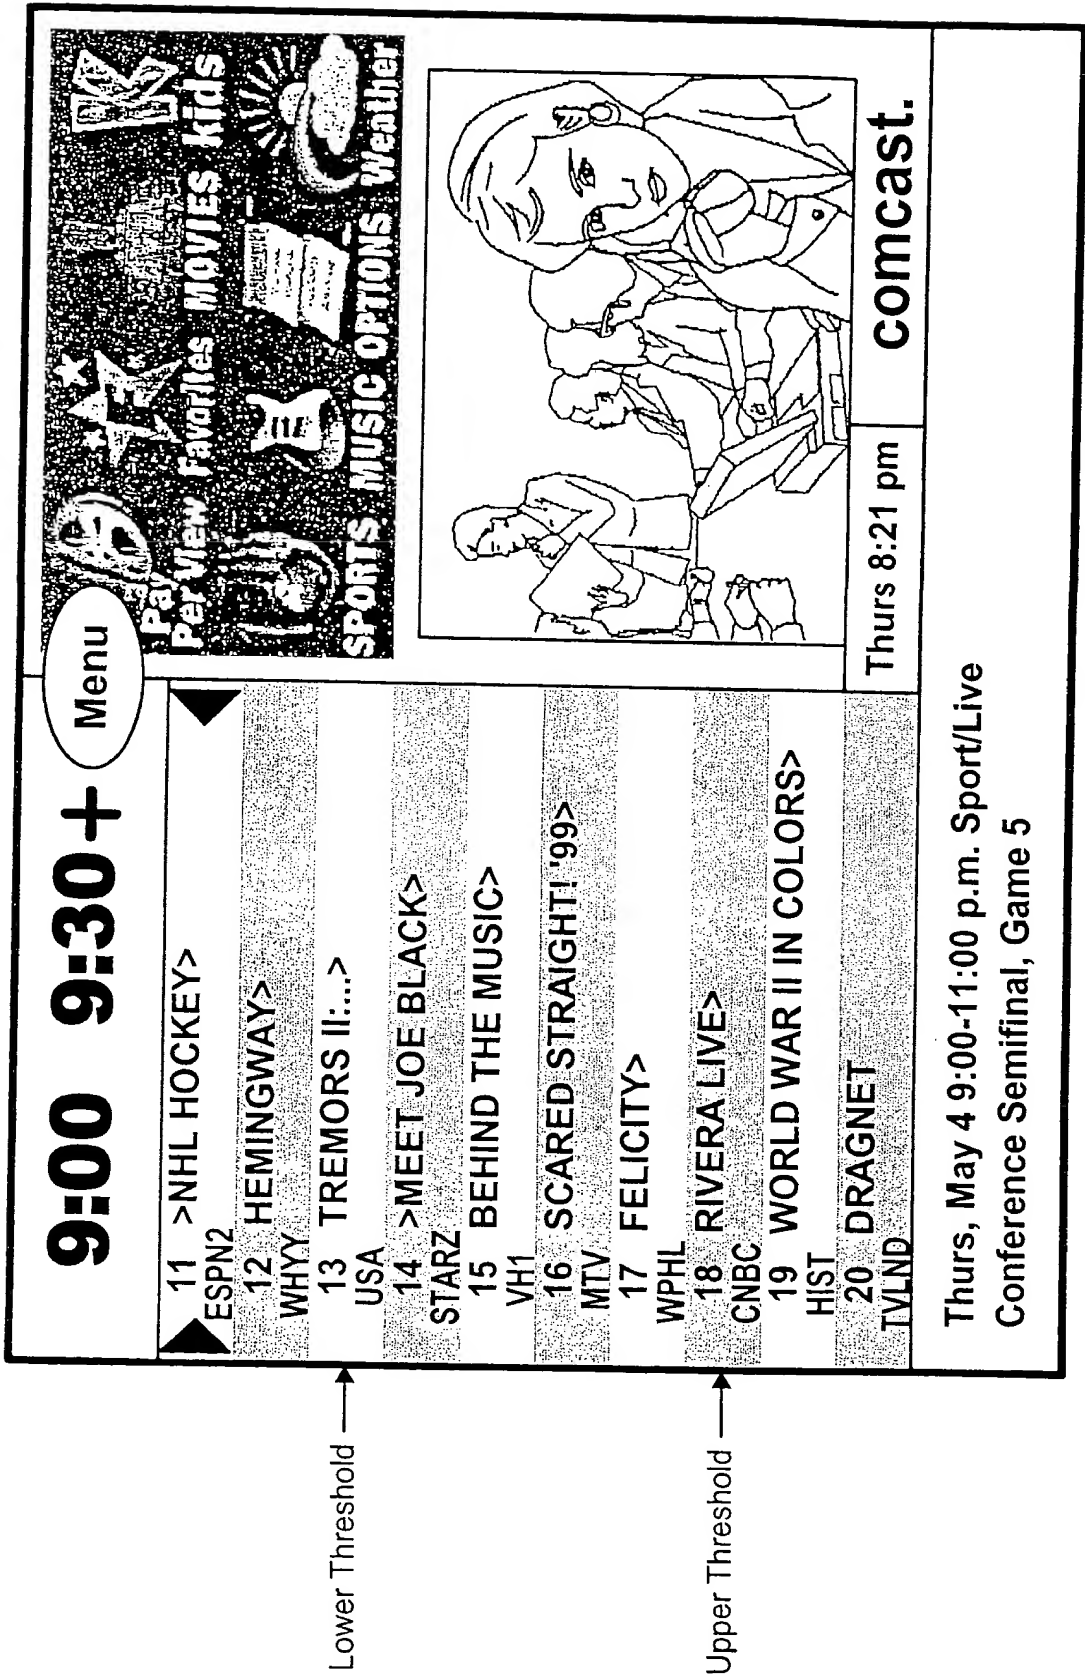 9:00 9:30+
Menu
11 >NHL HOCKEY>
ESPN2
12 HEMINGWAY>
WHYY
13 TREMORS II:...>
USA
14 >MEET JOE BLACK>
STARZ
15 BEHIND THE MUSIC>
VH1
16 SCARED STRAIGHT! '99>
MTV
17 FELICITY>
WPHL
18 RIVERA LIVE>
CNBC
19 WORLD WAR II IN COLORS>
HIST
20 DRAGNET
TVLND
Lower Threshold
Upper Threshold
Pay
Per View Favorites MOVIES kids
SPORTS MUSIC OPTIONS Weather
Thurs 8:21 pm
comcast.
Thurs, May 4 9:00-11:00 p.m. Sport/Live
Conference Semifinal, Game 5